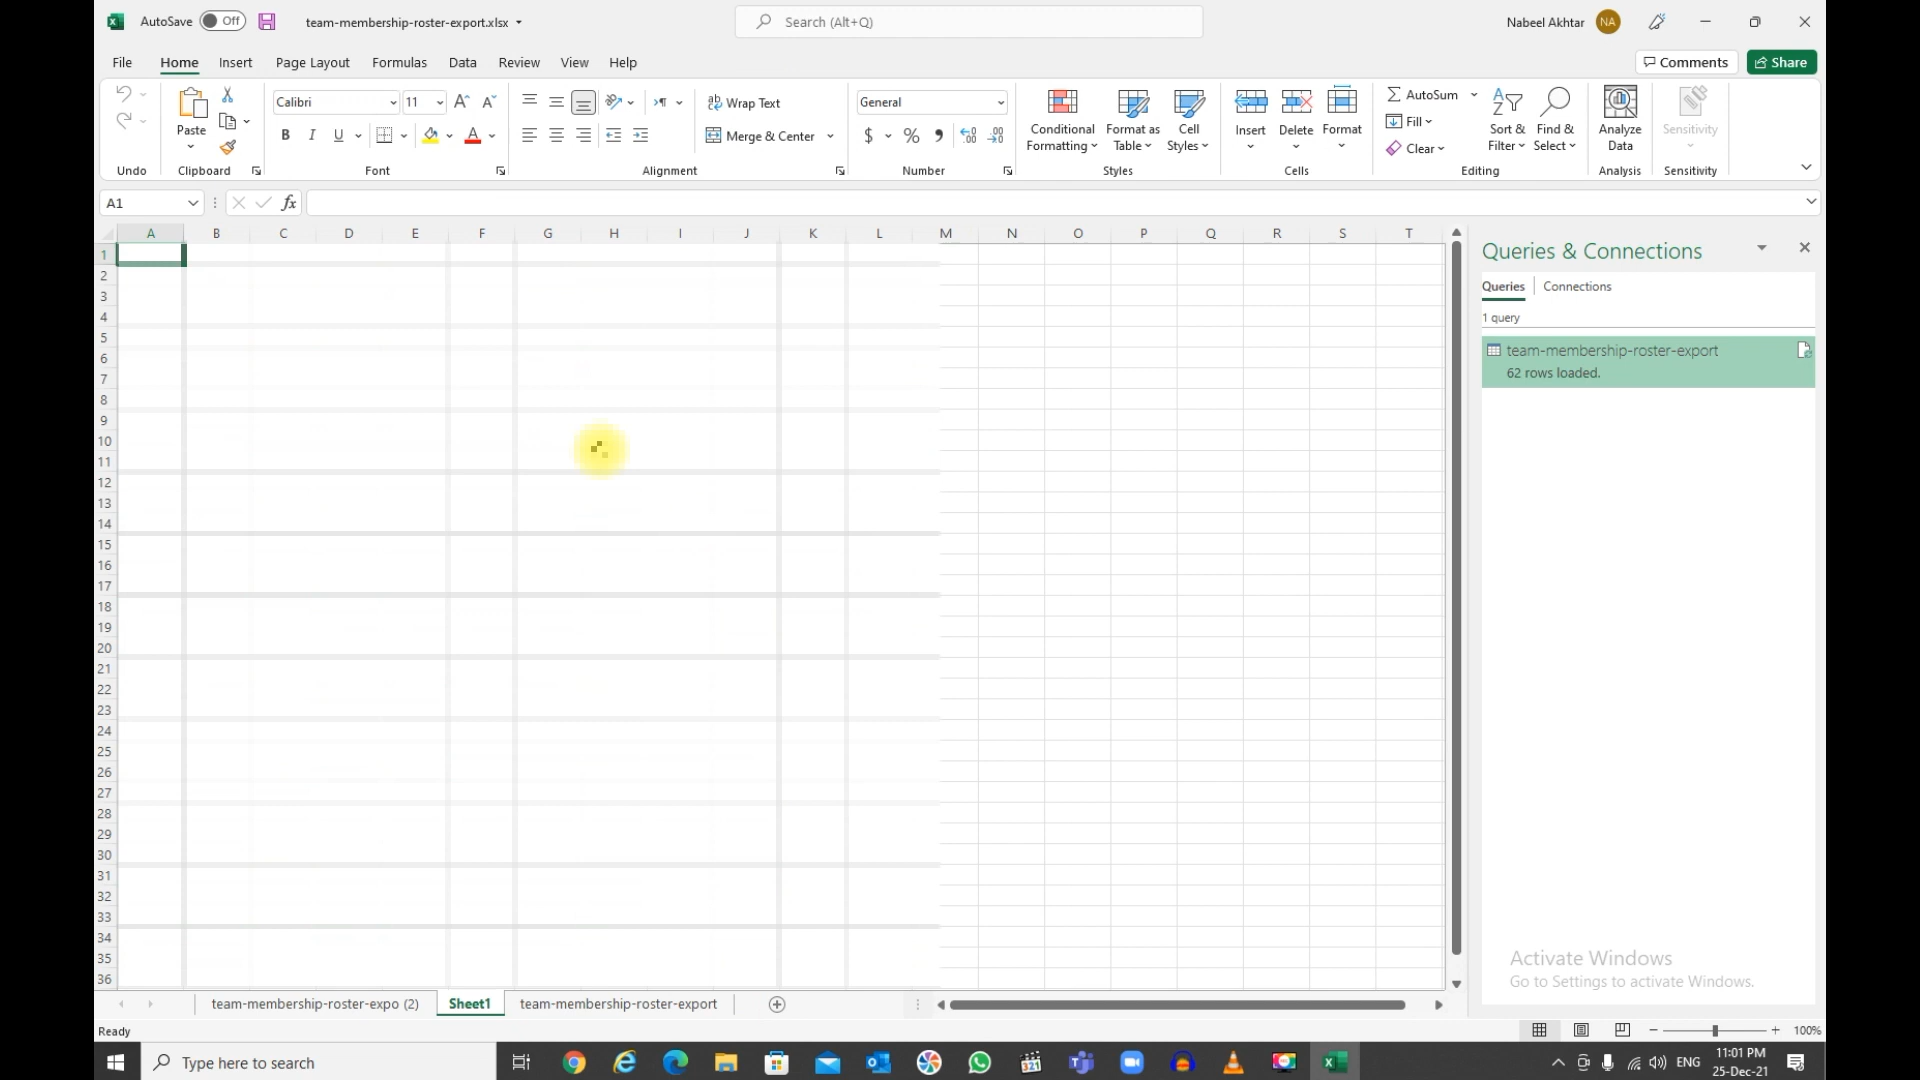 AutoSave Off team-membership-roster-export.xlsx Search (Alt+Q) Nabeel Akhtar NA
File Home Insert Page Layout Formulas Data Review View Help Comments Share
Paste
Calibri 11
B I U A
ab Wrap Text
Merge & Center
General
$ % 9
Conditional Formatting
Format as Table
Cell Styles
Insert Delete Format
AutoSum
Fill
Clear
Sort & Filter
Find & Select
Analyze Data
Sensitivity
Undo Clipboard Font Alignment Number Styles Cells Editing Analysis Sensitivity
A1 fx
A B C D E F G H I J K L M N O P Q R S T
1
2
3
4
5
6
7
8
9
10
11
12
13
14
15
16
17
18
19
20
21
22
23
24
25
26
27
28
29
30
31
32
33
34
35
36
Queries & Connections
Queries Connections
1 query
team-membership-roster-export
62 rows loaded.
Activate Windows
Go to Settings to activate Windows.
team-membership-roster-expo (2) Sheet1 team-membership-roster-export
Ready 100%
Type here to search 321 ENG 11:01 PM
25-Dec-21